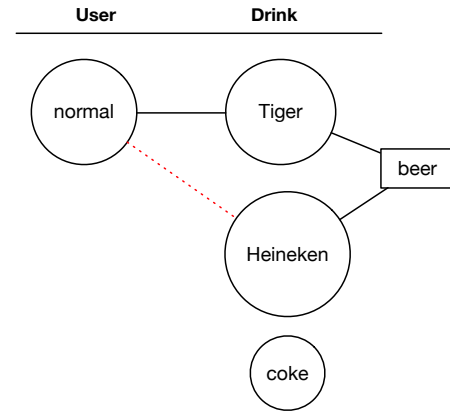 User Drink
normal
Tiger
beer
Heineken
coke